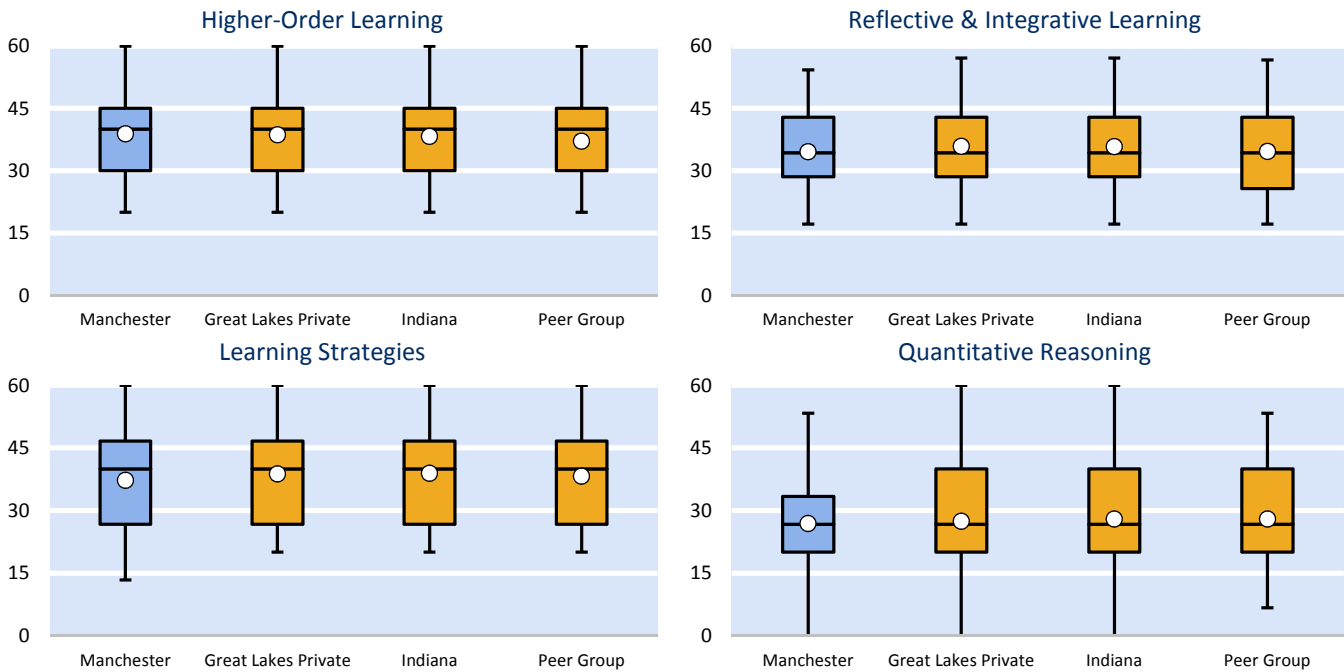 Higher-Order Learning
60
45
30
15
0
Manchester Great Lakes Private Indiana Peer Group
Reflective & Integrative Learning
60
45
30
15
0
Manchester Great Lakes Private Indiana Peer Group
Learning Strategies
60
45
30
15
0
Manchester Great Lakes Private Indiana Peer Group
Quantitative Reasoning
60
45
30
15
0
Manchester Great Lakes Private Indiana Peer Group